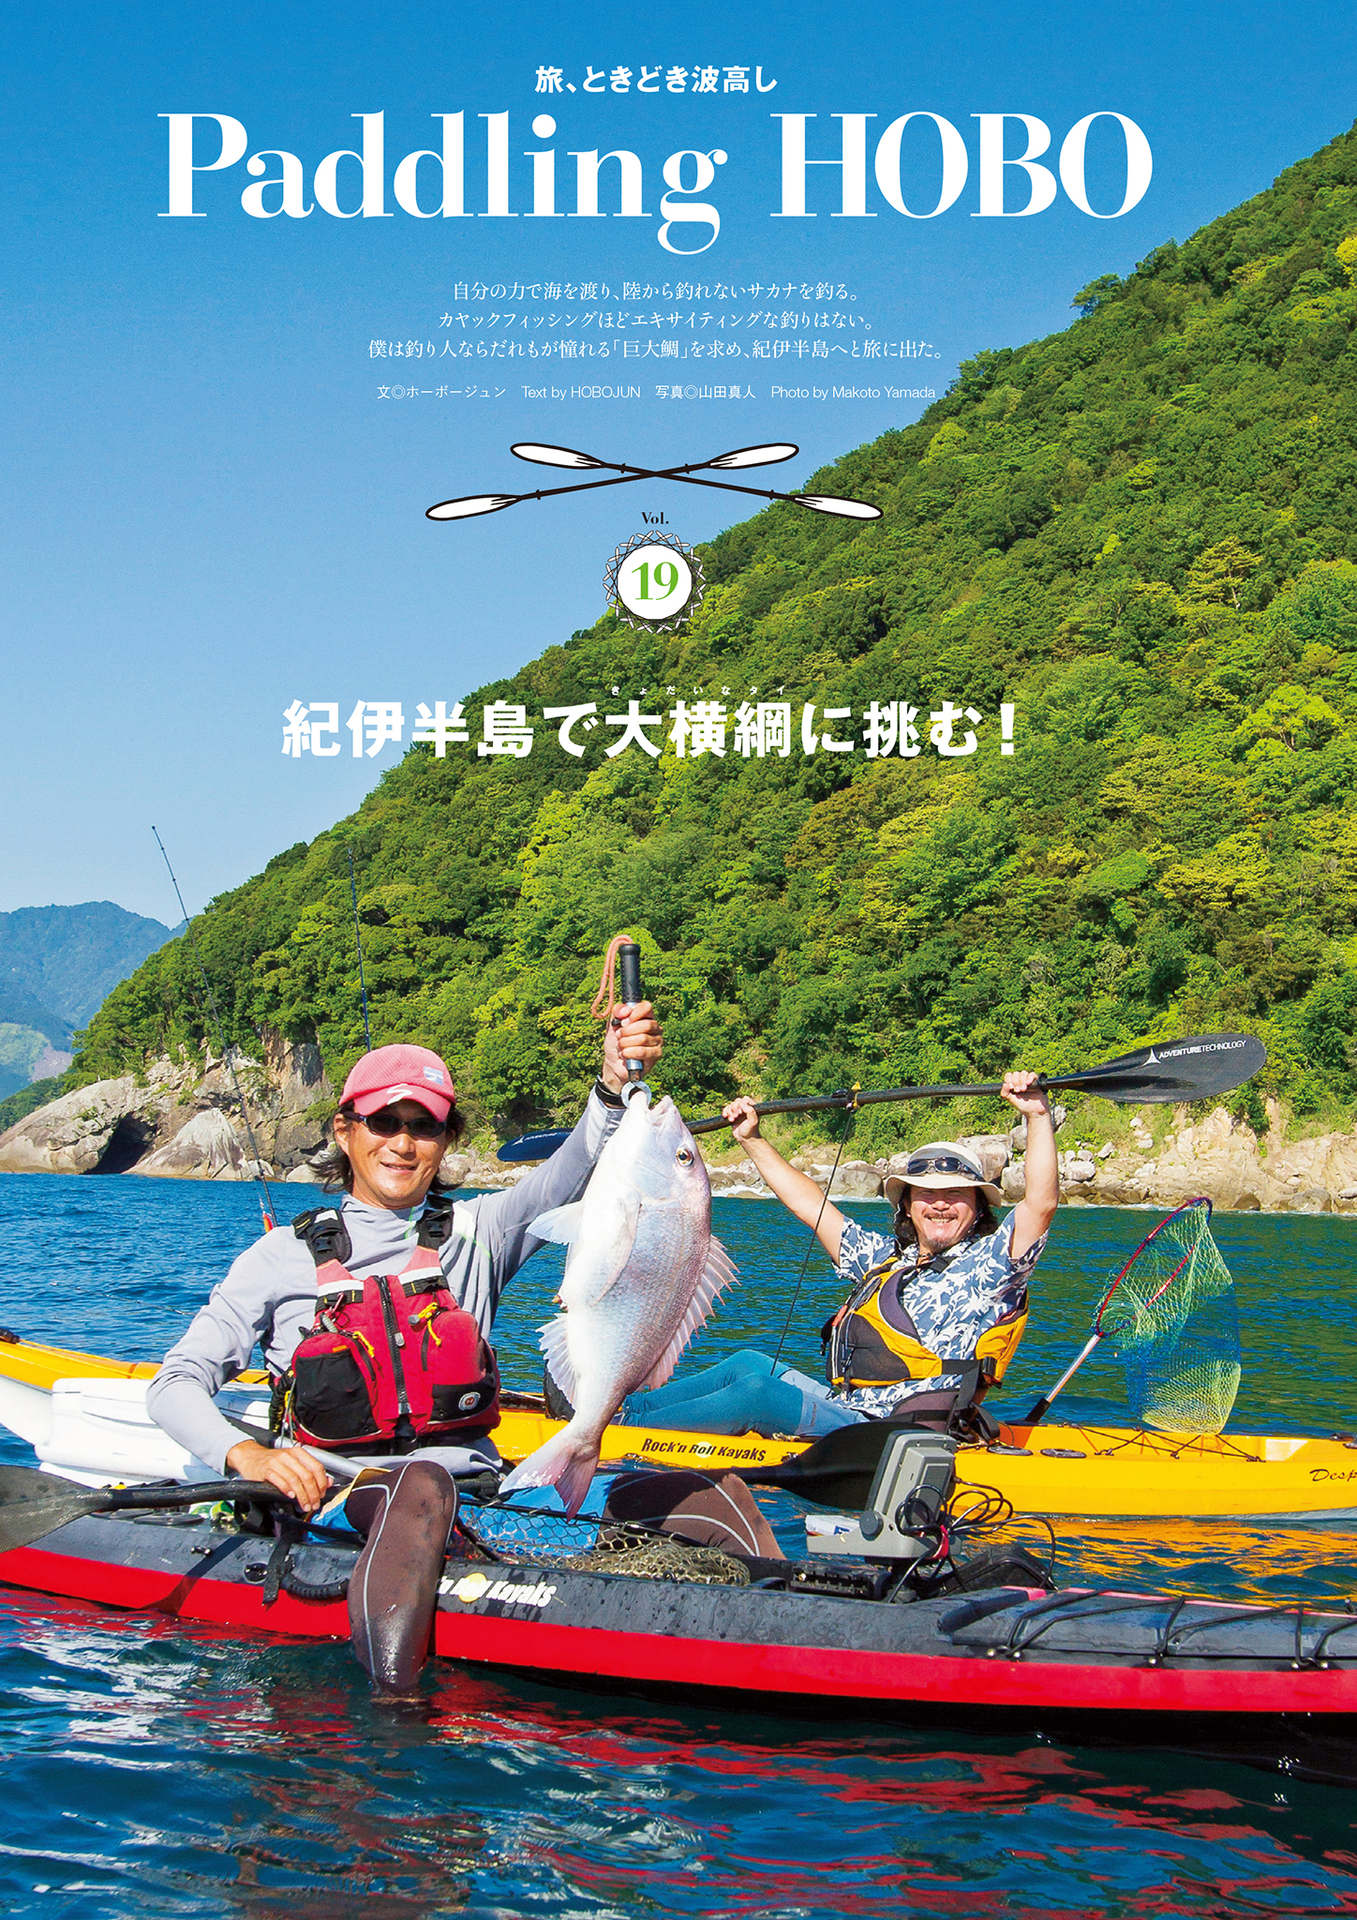 旅、ときどき波高し
Paddling HOBO
自分の力で海を渡り、陸から釣れないサカナを釣る。
カヤックフィッシングほどエキサイティングな釣りはない。
僕は釣り人ならだれもが憧れる「巨大鯛」を求め、紀伊半島へと旅に出た。
文◎ホーボージュン Text by HOBOJUN 写真◎山田真人 Photo by Makoto Yamada
Vol.
19
きょだいなタイ
紀伊半島で大横綱に挑む！
ADVENTURETECHNOLOGY
Rock'n Roll Kayaks
Desp
'n Roll Kayaks